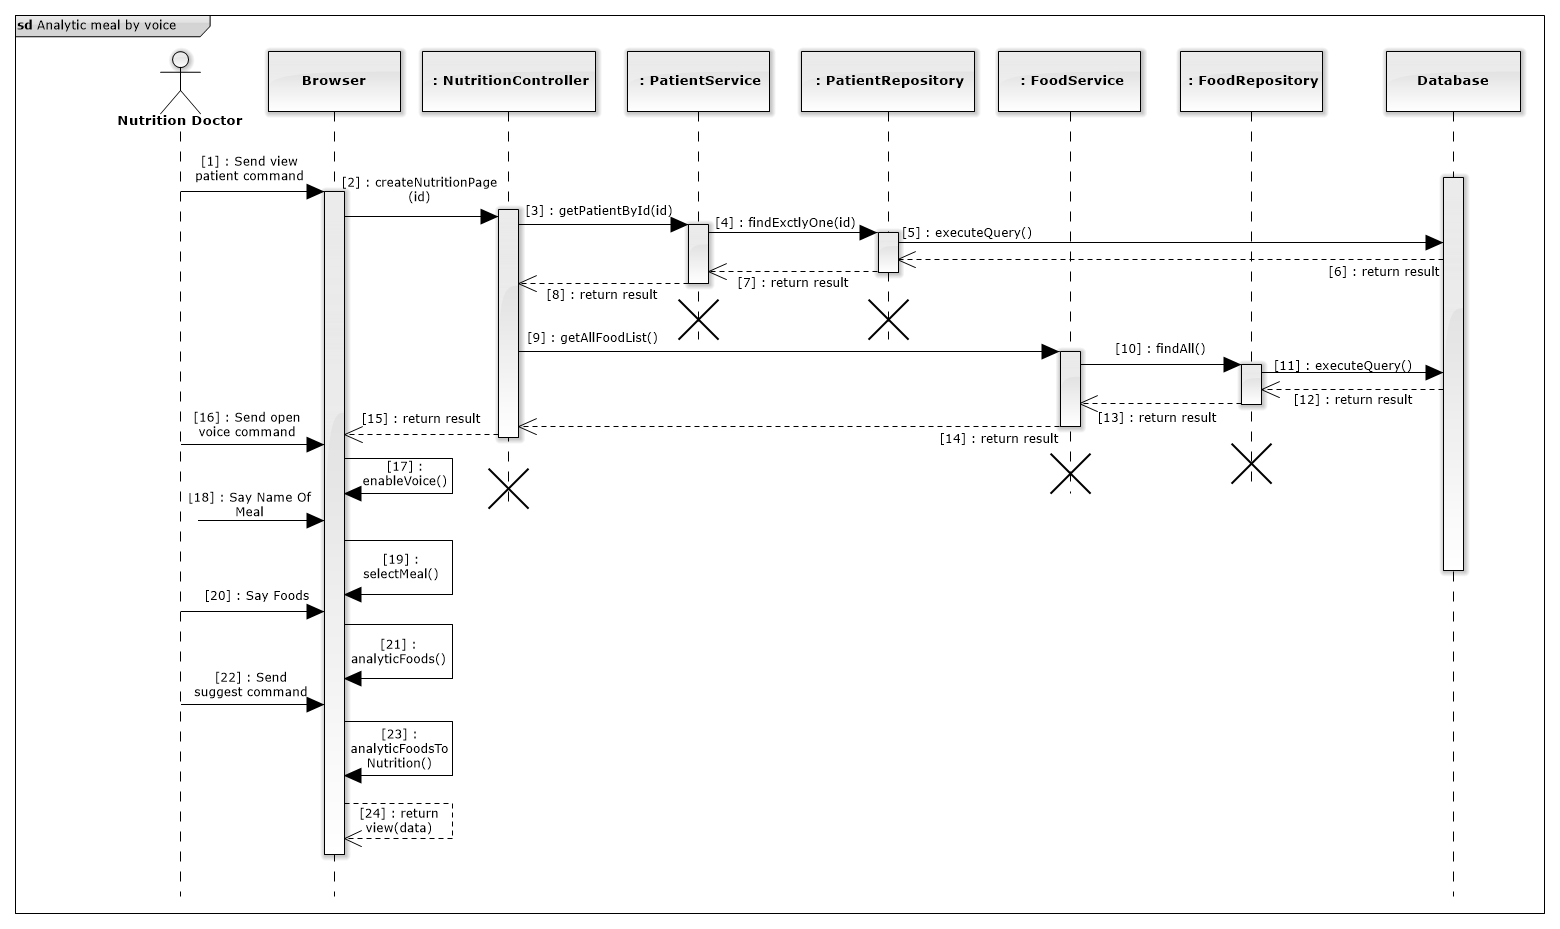 sd Analytic meal by voice
Nutrition Doctor
Browser
: NutritionController
: PatientService
: PatientRepository
: FoodService
: FoodRepository
Database
[1] : Send view
patient command
[2] : createNutritionPage
(id)
[3] : getPatientById(id)
[4] : findExctlyOne(id)
[5] : executeQuery()
[6] : return result
[7] : return result
[8] : return result
[9] : getAllFoodList()
[10] : findAll()
[11] : executeQuery()
[12] : return result
[13] : return result
[14] : return result
[15] : return result
[16] : Send open
voice command
[17] :
enableVoice()
[18] : Say Name Of
Meal
[19] :
selectMeal()
[20] : Say Foods
[21] :
analyticFoods()
[22] : Send
suggest command
[23] :
analyticFoodsTo
Nutrition()
[24] : return
view(data)